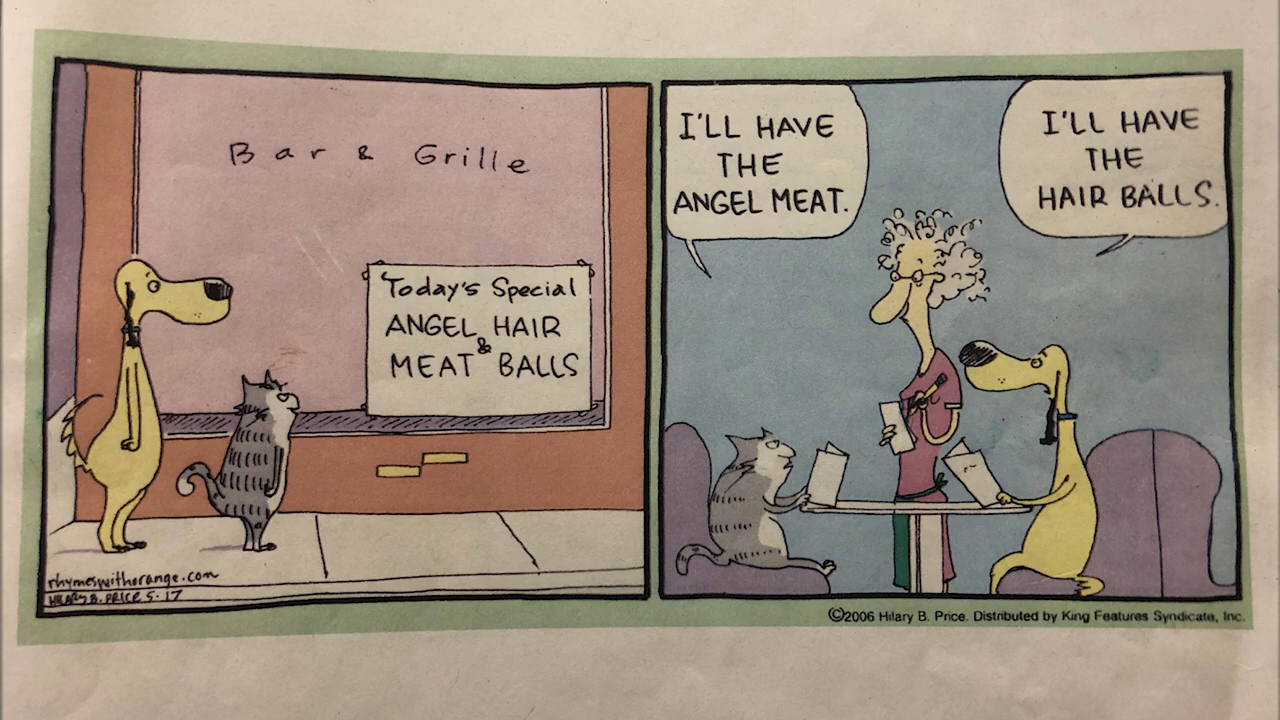 Bar & Grille
Today's Special
ANGEL HAIR
&
MEAT BALLS
rhymeswithorange.com
HILARY B. PRICE 5-17
I'LL HAVE
THE
ANGEL MEAT.
I'LL HAVE
THE
HAIR BALLS.
©2006 Hilary B. Price. Distributed by King Features Syndicate, Inc.